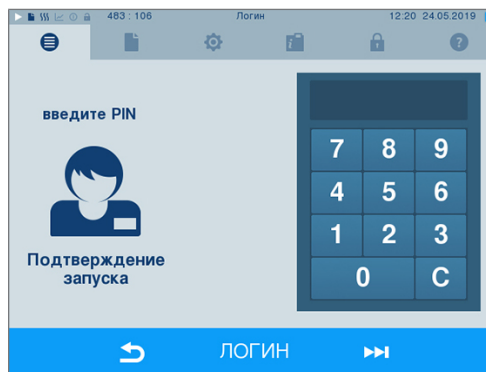 483 : 106 Логин 12:20 24.05.2019
введите PIN
7 8 9
4 5 6
1 2 3
0 C
Подтверждение
запуска
ЛОГИН